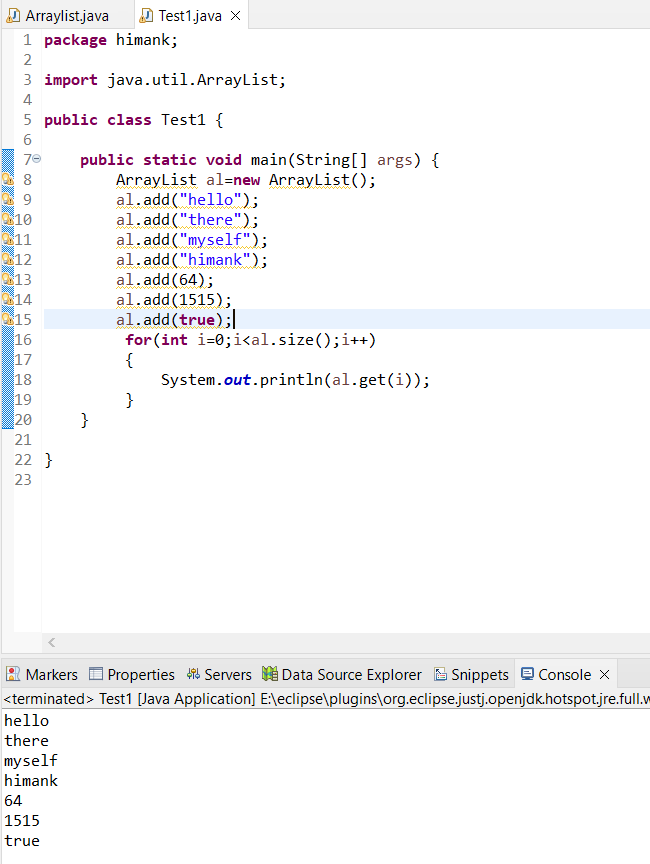 Arraylist.java Test1.java
1 package himank;
2
3 import java.util.ArrayList;
4
5 public class Test1 {
6
7 public static void main(String[] args) {
8 ArrayList al=new ArrayList();
9 al.add("hello");
10 al.add("there");
11 al.add("myself");
12 al.add("himank");
13 al.add(64);
14 al.add(1515);
15 al.add(true);
16 for(int i=0;i<al.size();i++)
17 {
18 System.out.println(al.get(i));
19 }
20 }
21
22 }
23
Markers Properties Servers Data Source Explorer Snippets Console
<terminated> Test1 [Java Application] E:\eclipse\plugins\org.eclipse.justj.openjdk.hotspot.jre.full.w
hello
there
myself
himank
64
1515
true